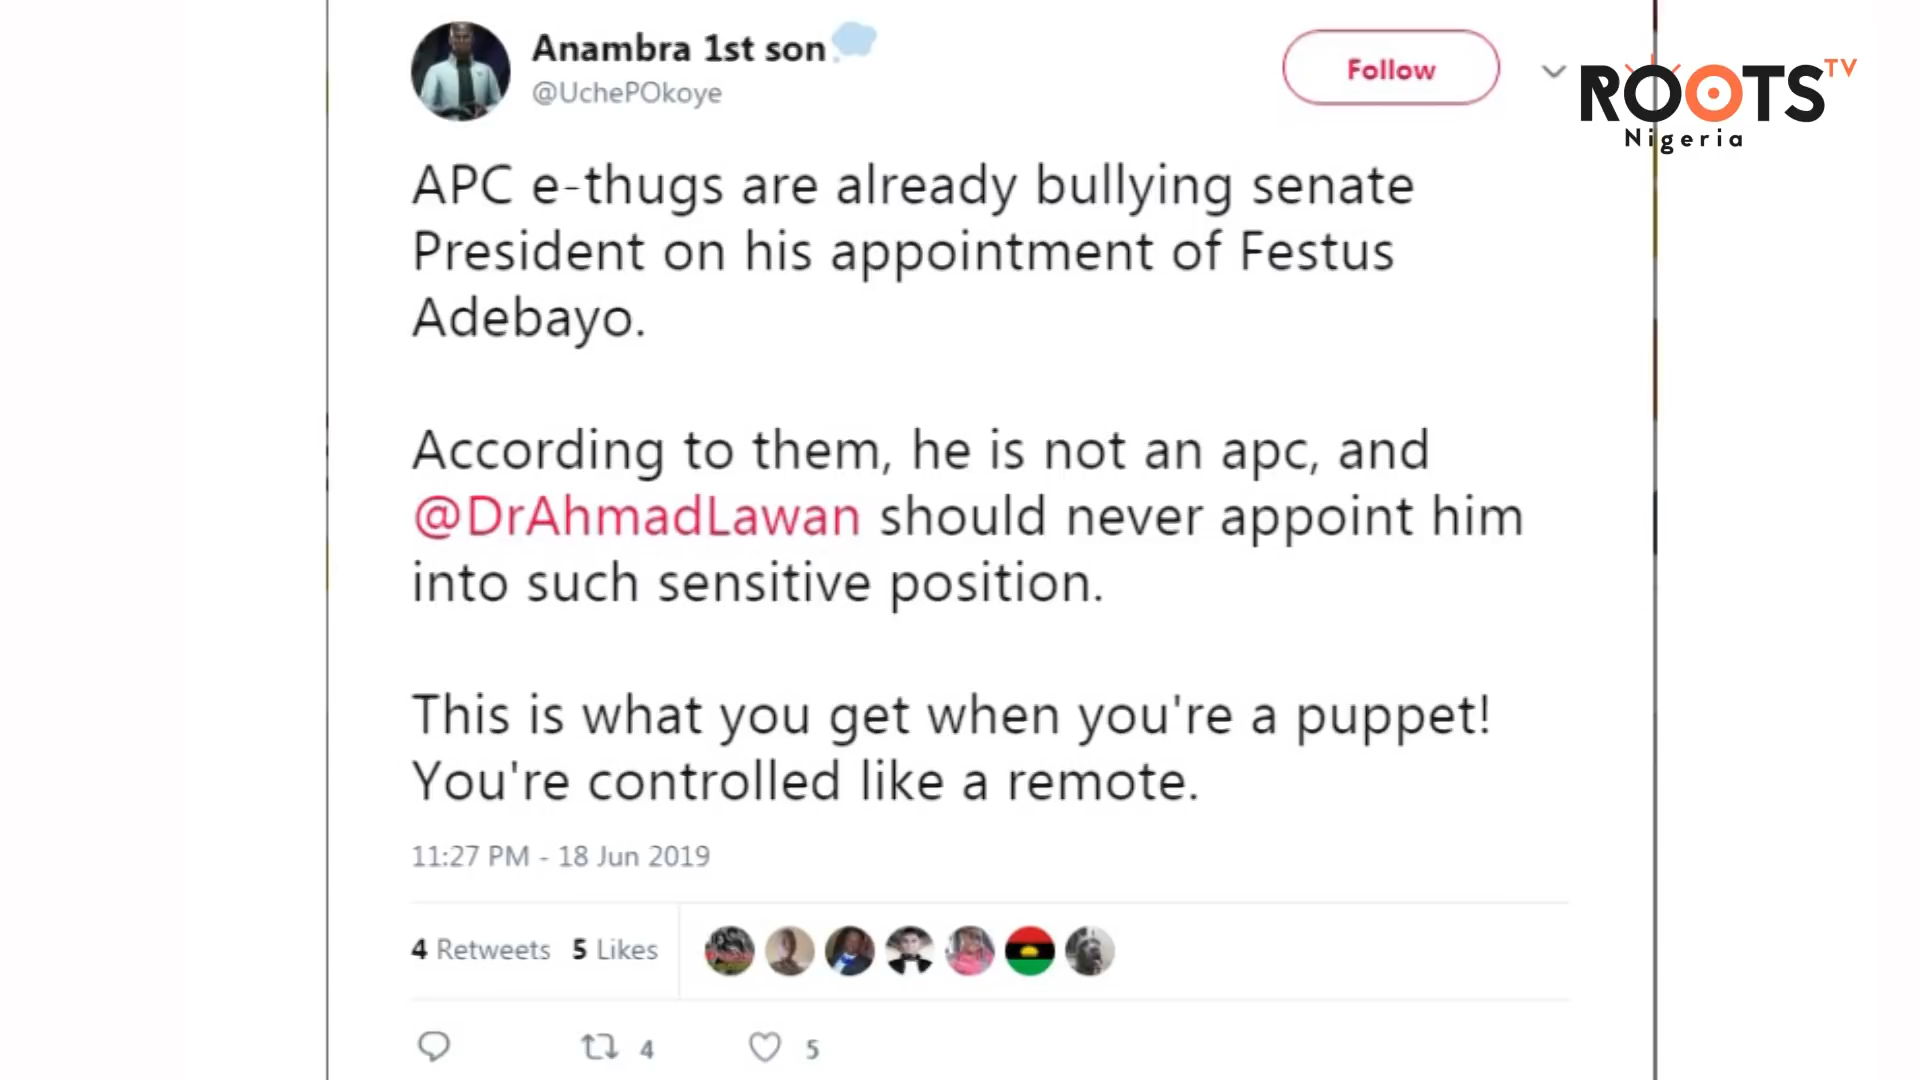 Anambra 1st son
@UchePOkoye
Follow
ROOTS TV
Nigeria
APC e-thugs are already bullying senate
President on his appointment of Festus
Adebayo.
According to them, he is not an apc, and
@DrAhmadLawan should never appoint him
into such sensitive position.
This is what you get when you're a puppet!
You're controlled like a remote.
11:27 PM - 18 Jun 2019
4 Retweets 5 Likes
4 5